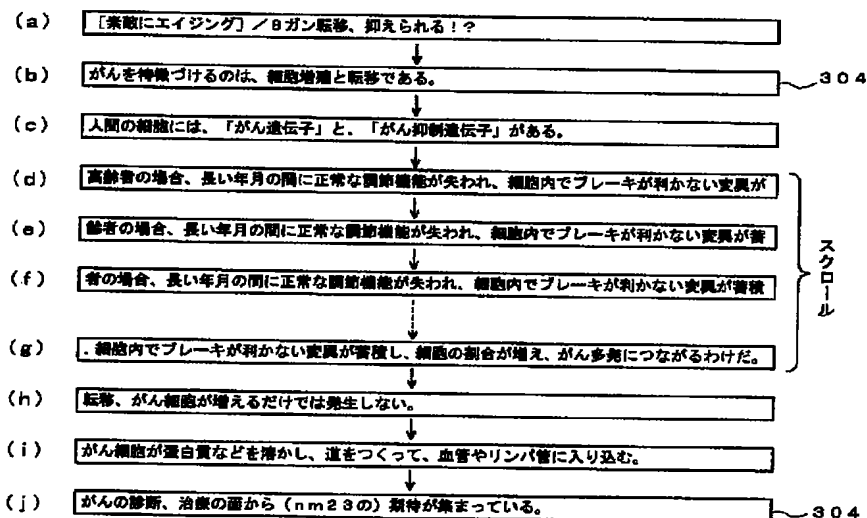 (a) [素敵にエイジング]／8ガン転移、抑えられる！？
(b) がんを特徴づけるのは、細胞増殖と転移である。 304
(c) 人間の細胞には、「がん遺伝子」と、「がん抑制遺伝子」がある。
(d) 高齢者の場合、長い年月の間に正常な調節機能が失われ、細胞内でブレーキが利かない変異が
(e) 齢者の場合、長い年月の間に正常な調節機能が失われ、細胞内でブレーキが利かない変異が蓄
(f) 者の場合、長い年月の間に正常な調節機能が失われ、細胞内でブレーキが利かない変異が蓄積
スクロール
(g) ．細胞内でブレーキが利かない変異が蓄積し、細胞の割合が増え、がん多発につながるわけだ。
(h) 転移、がん細胞が増えるだけでは発生しない。
(i) がん細胞が蛋白質などを溶かし、道をつくって、血管やリンパ管に入り込む。
(j) がんの診断、治療の面から（nm23の）期待が集まっている。 304